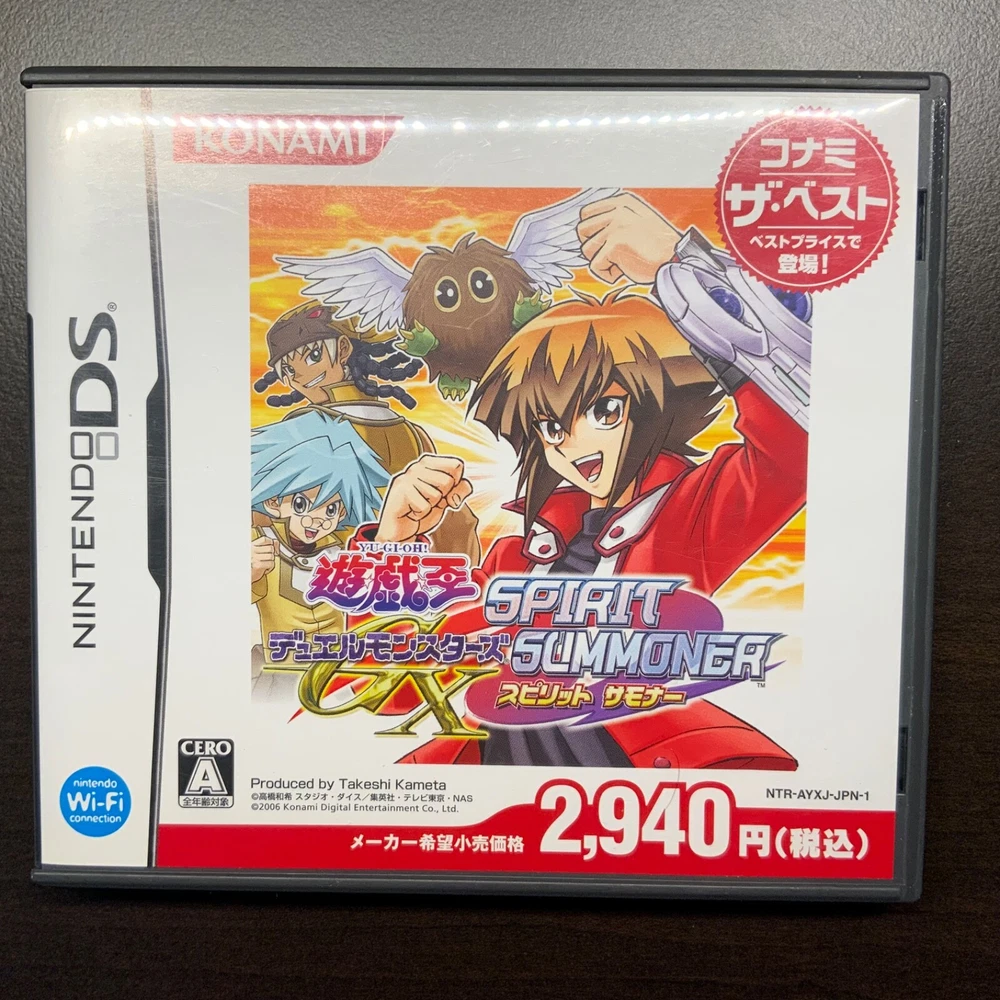 KONAMI
コナミ
ザ・ベスト
ベストプライスで
登場!
NINTENDO DS®
YU-GI-OH!
遊戯王
デュエルモンスターズ
GX
SPIRIT
SUMMONER™
スピリット サモナー
CERO
A
全年齢対象
Produced by Takeshi Kameta
©高橋和希 スタジオ・ダイス/集英社・テレビ東京・NAS
©2006 Konami Digital Entertainment Co., Ltd.
NTR-AYXJ-JPN-1
nintendo
Wi-Fi
connection
メーカー希望小売価格 2,940円(税込)